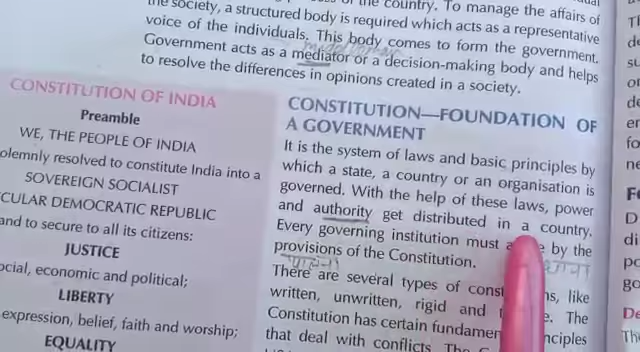 the society, a structured body is required which acts as a representative
voice of the individuals. This body comes to form the government.
Government acts as a mediator or a decision-making body and helps
to resolve the differences in opinions created in a society.
CONSTITUTION OF INDIA
Preamble
WE, THE PEOPLE OF INDIA
olemnly resolved to constitute India into a
SOVEREIGN SOCIALIST
CULAR DEMOCRATIC REPUBLIC
and to secure to all its citizens:
JUSTICE
ocial, economic and political;
LIBERTY
expression, belief, faith and worship;
EQUALITY
CONSTITUTION—FOUNDATION OF
A GOVERNMENT
It is the system of laws and basic principles by
which a state, a country or an organisation is
governed. With the help of these laws, power
and authority get distributed in a country.
Every governing institution must by the
provisions of the Constitution.
There are several types of like
written, unwritten, rigid and The
Constitution has certain
that deal with conflicts. The